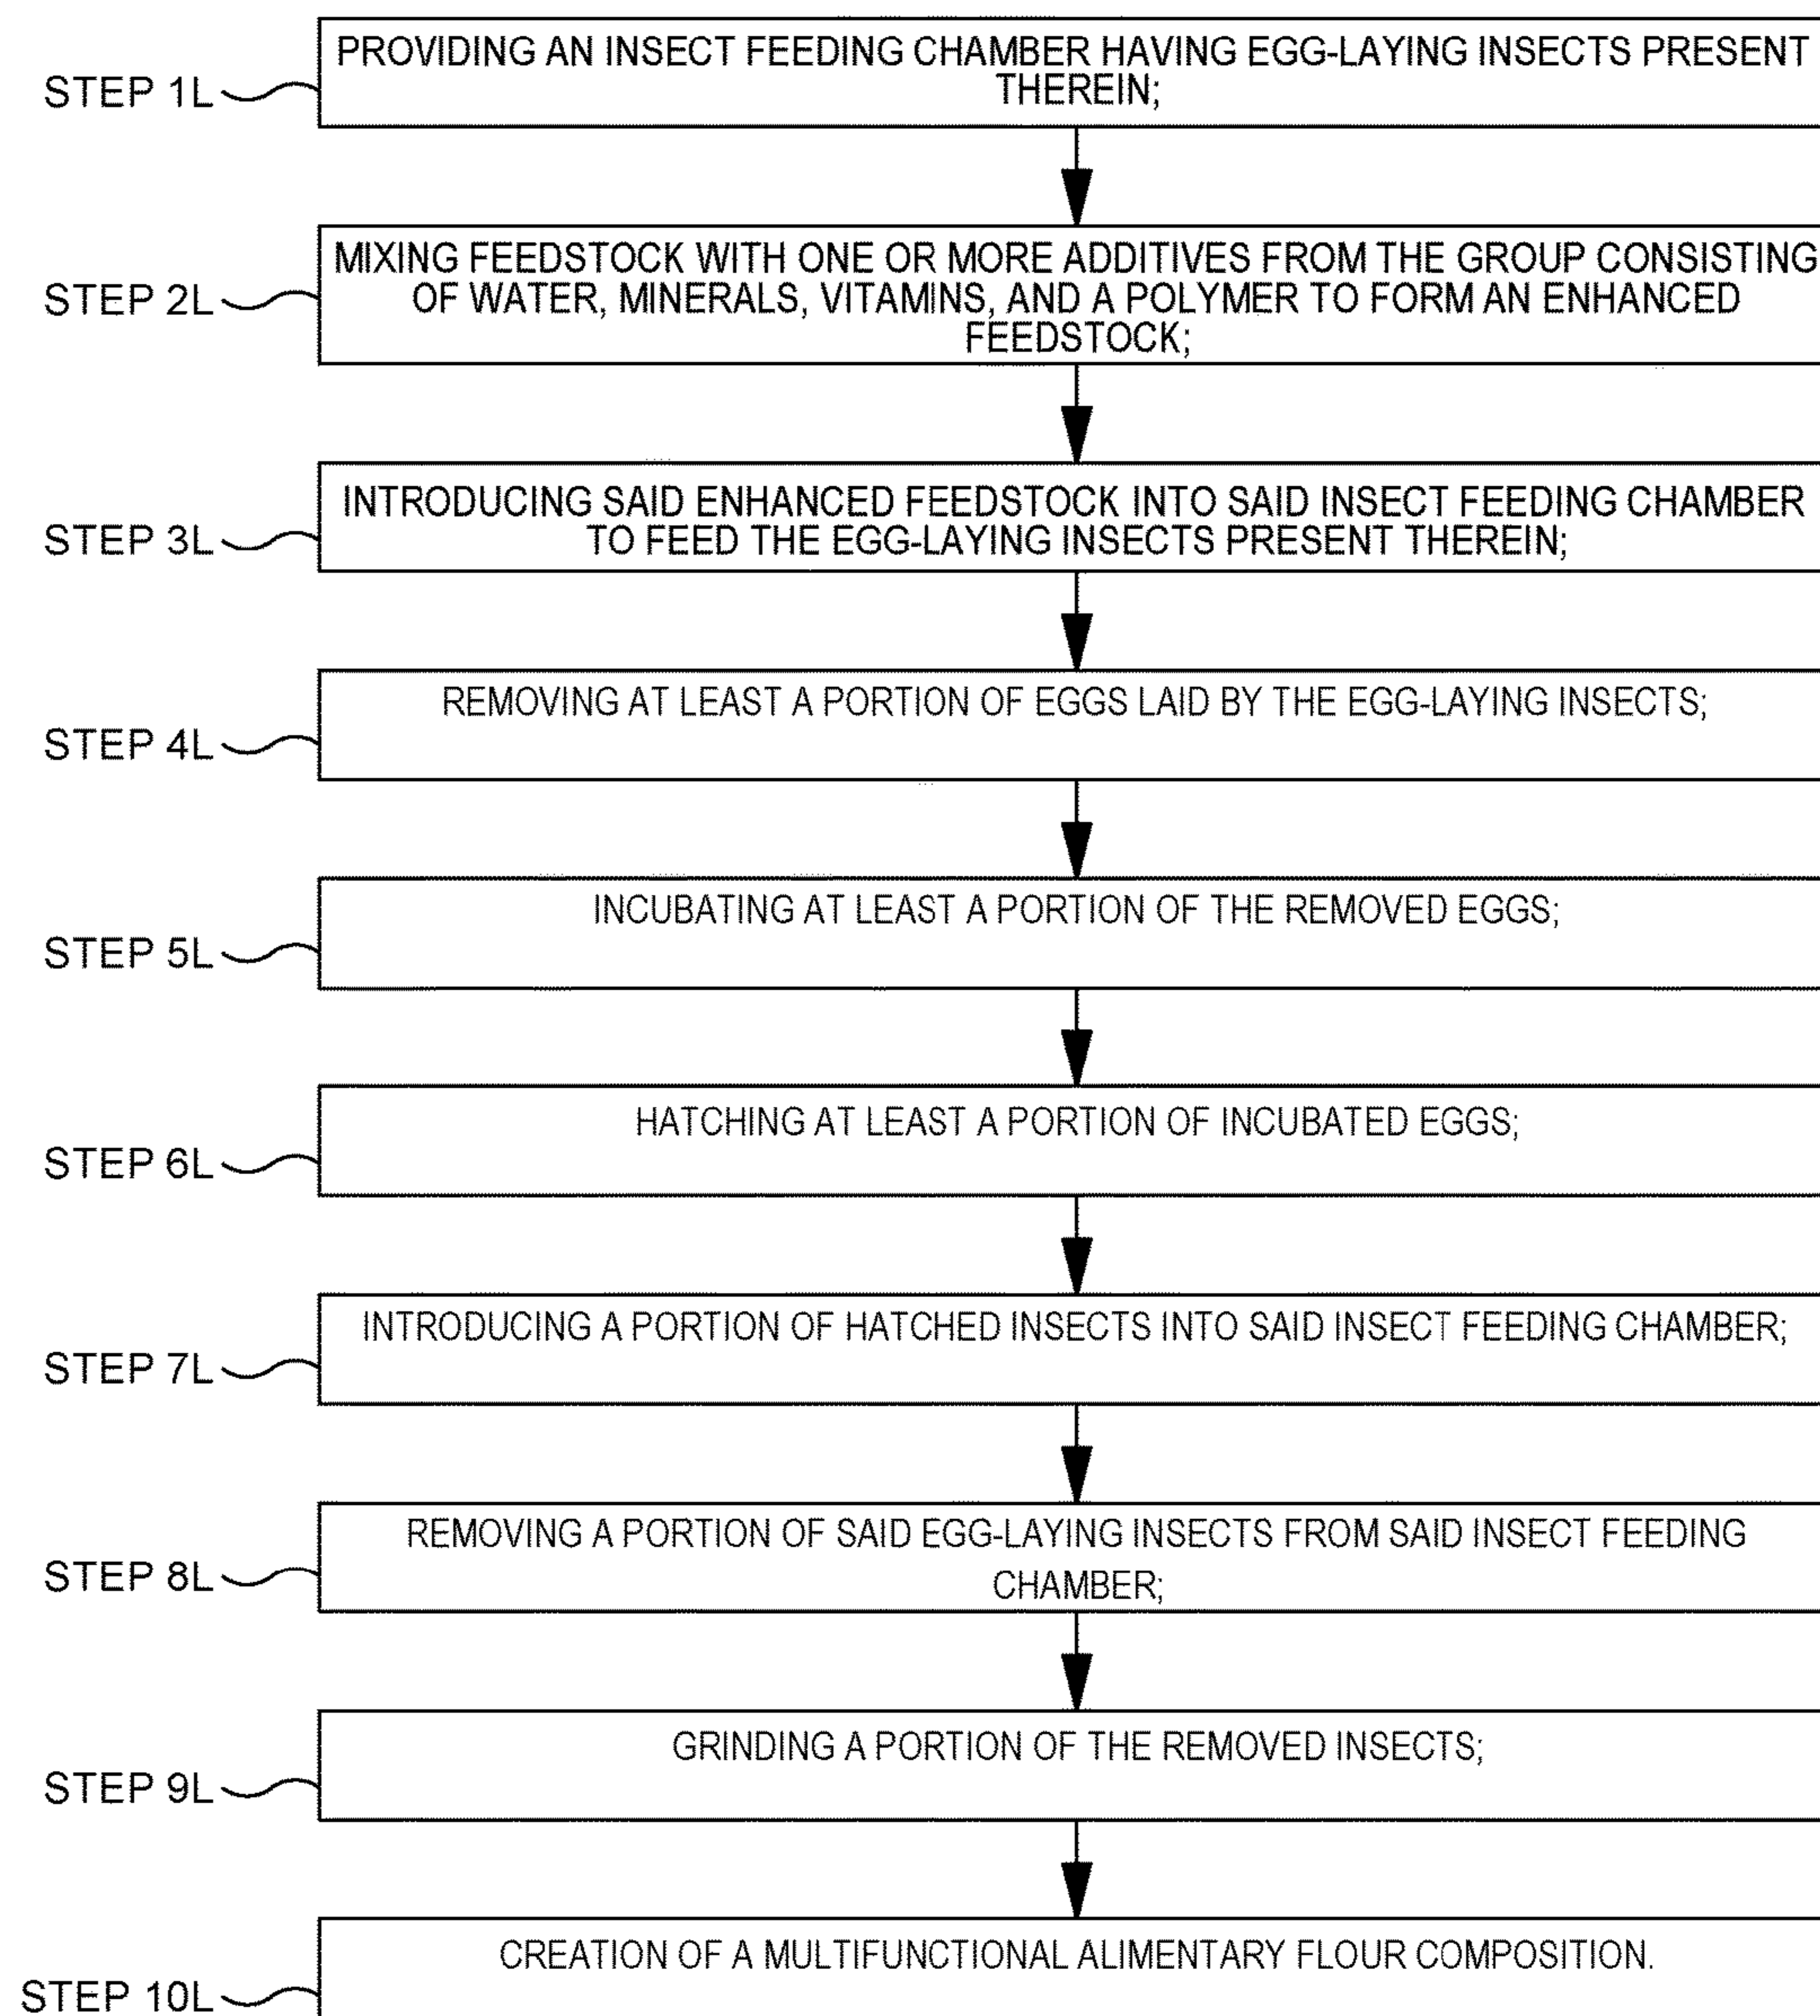 PROVIDING AN INSECT FEEDING CHAMBER HAVING EGG-LAYING INSECTS PRESENT
THEREIN;
STEP 1L
MIXING FEEDSTOCK WITH ONE OR MORE ADDITIVES FROM THE GROUP CONSISTING
OF WATER, MINERALS, VITAMINS, AND A POLYMER TO FORM AN ENHANCED
FEEDSTOCK;
STEP 2L
INTRODUCING SAID ENHANCED FEEDSTOCK INTO SAID INSECT FEEDING CHAMBER
TO FEED THE EGG-LAYING INSECTS PRESENT THEREIN;
STEP 3L
REMOVING AT LEAST A PORTION OF EGGS LAID BY THE EGG-LAYING INSECTS;
STEP 4L
INCUBATING AT LEAST A PORTION OF THE REMOVED EGGS;
STEP 5L
HATCHING AT LEAST A PORTION OF INCUBATED EGGS;
STEP 6L
INTRODUCING A PORTION OF HATCHED INSECTS INTO SAID INSECT FEEDING CHAMBER;
STEP 7L
REMOVING A PORTION OF SAID EGG-LAYING INSECTS FROM SAID INSECT FEEDING
CHAMBER;
STEP 8L
GRINDING A PORTION OF THE REMOVED INSECTS;
STEP 9L
CREATION OF A MULTIFUNCTIONAL ALIMENTARY FLOUR COMPOSITION.
STEP 10L